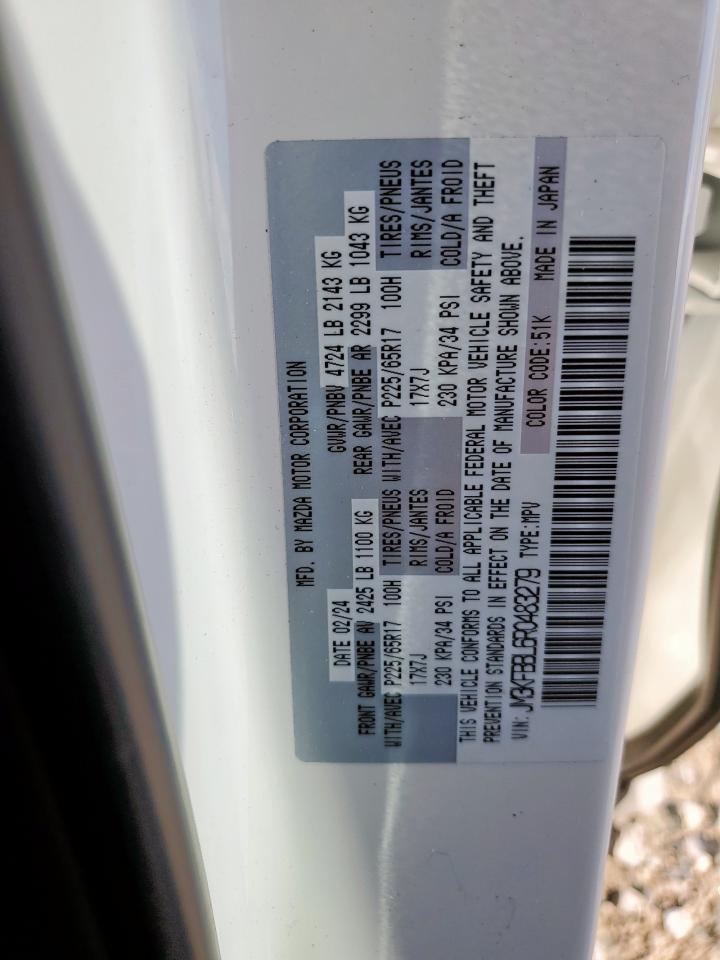 MFD. BY MAZDA MOTOR CORPORATION
DATE 02/24 GVWR/PNBV 4724 LB 2143 KG
FRONT GAWR/PNBE AV 2425 LB 1100 KG REAR GAWR/PNBE AR 2299 LB 1043 KG
WITH/AVEC P225/65R17 100H TIRES/PNEUS WITH/AVEC P225/65R17 100H TIRES/PNEUS
17X7J RIMS/JANTES 17X7J RIMS/JANTES
230 KPA/34 PSI COLD/A FROID 230 KPA/34 PSI COLD/A FROID
THIS VEHICLE CONFORMS TO ALL APPLICABLE FEDERAL MOTOR VEHICLE SAFETY AND THEFT
PREVENTION STANDARDS IN EFFECT ON THE DATE OF MANUFACTURE SHOWN ABOVE.
VIN: JM3KFBBL6R0483279 TYPE:MPV COLOR CODE:51K MADE IN JAPAN